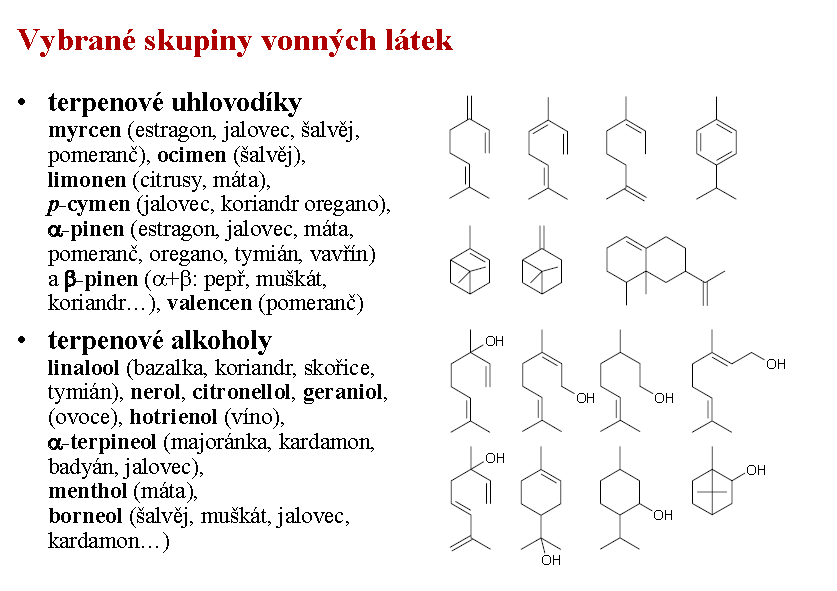 Vybrané skupiny vonných látek
• terpenové uhlovodíky
myrcen (estragon, jalovec, šalvěj,
pomeranč), ocimen (šalvěj),
limonen (citrusy, máta),
p-cymen (jalovec, koriandr oregano),
α-pinen (estragon, jalovec, máta,
pomeranč, oregano, tymián, vavřín)
a β-pinen (α+β: pepř, muškát,
koriandr…), valencen (pomeranč)
• terpenové alkoholy
linalool (bazalka, koriandr, skořice,
tymián), nerol, citronellol, geraniol,
(ovoce), hotrienol (víno),
α-terpineol (majoránka, kardamon,
badyán, jalovec),
menthol (máta),
borneol (šalvěj, muškát, jalovec,
kardamon…)
OH
OH
OH
OH
OH
OH
OH
OH